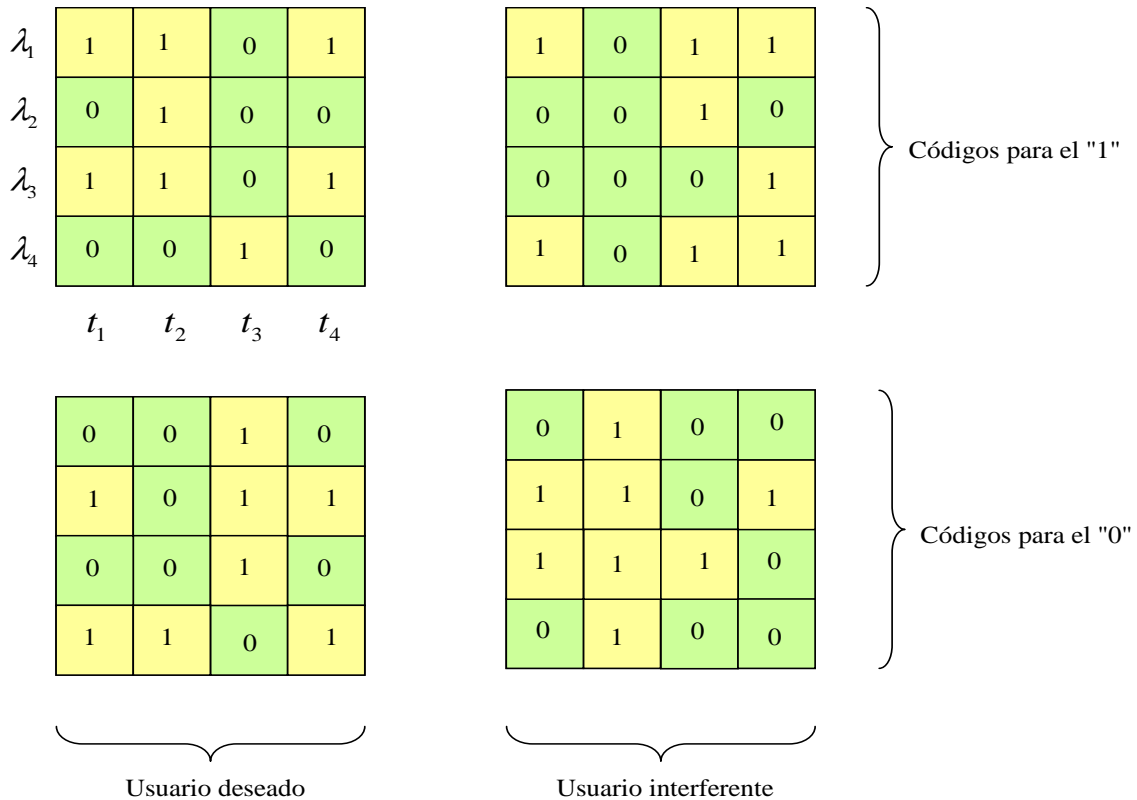 λ₁ 1 1 0 1 1 0 1 1
λ₂ 0 1 0 0 0 0 1 0
Códigos para el "1"
λ₃ 1 1 0 1 0 0 0 1
λ₄ 0 0 1 0 1 0 1 1
t₁ t₂ t₃ t₄
0 0 1 0 0 1 0 0
1 0 1 1 1 1 0 1
Códigos para el "0"
0 0 1 0 1 1 1 0
1 1 0 1 0 1 0 0
Usuario deseado Usuario interferente